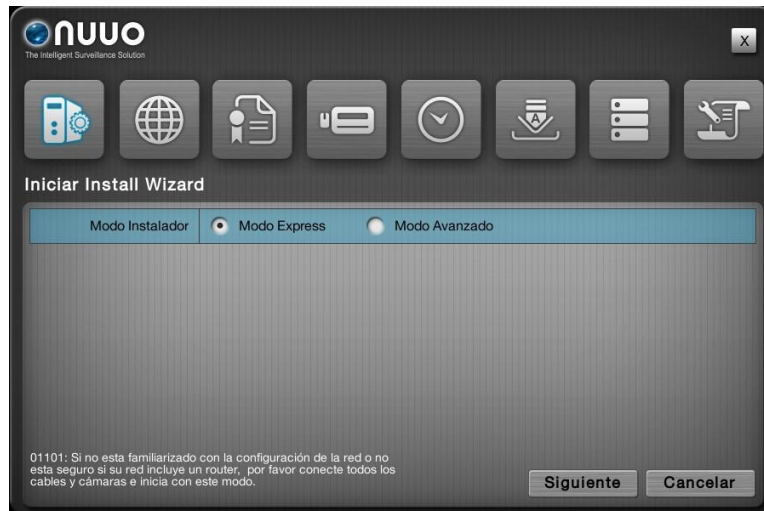 nuuo
The Intelligent Surveillance Solution
X
A
Iniciar Install Wizard
Modo Instalador Modo Express Modo Avanzado
01101: Si no esta familiarizado con la configuración de la red o no
esta seguro si su red incluye un router, por favor conecte todos los
cables y cámaras e inicia con este modo.
Siguiente Cancelar